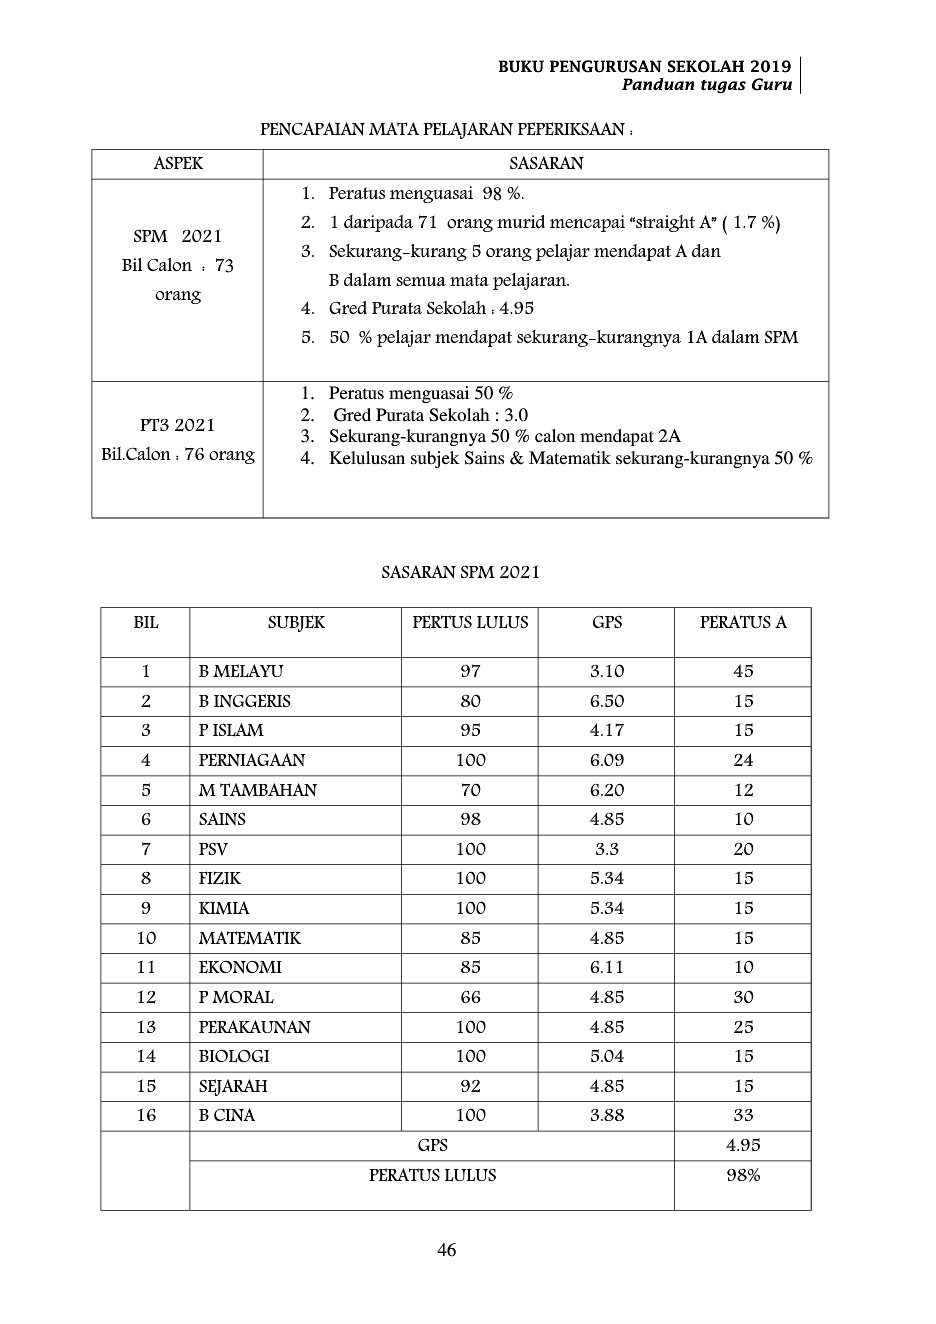 BUKU PENGURUSAN SEKOLAH 2019
Panduan tugas Guru
PENCAPAIAN MATA PELAJARAN PEPERIKSAAN :
ASPEK SASARAN
SPM 2021
Bil Calon : 73
orang
1. Peratus menguasai 98 %.
2. 1 daripada 71 orang murid mencapai “straight A” ( 1.7 %)
3. Sekurang-kurang 5 orang pelajar mendapat A dan
B dalam semua mata pelajaran.
4. Gred Purata Sekolah : 4.95
5. 50 % pelajar mendapat sekurang-kurangnya 1A dalam SPM
PT3 2021
Bil.Calon : 76 orang
1. Peratus menguasai 50 %
2. Gred Purata Sekolah : 3.0
3. Sekurang-kurangnya 50 % calon mendapat 2A
4. Kelulusan subjek Sains & Matematik sekurang-kurangnya 50 %
SASARAN SPM 2021
BIL SUBJEK PERTUS LULUS GPS PERATUS A
1 B MELAYU 97 3.10 45
2 B INGGERIS 80 6.50 15
3 P ISLAM 95 4.17 15
4 PERNIAGAAN 100 6.09 24
5 M TAMBAHAN 70 6.20 12
6 SAINS 98 4.85 10
7 PSV 100 3.3 20
8 FIZIK 100 5.34 15
9 KIMIA 100 5.34 15
10 MATEMATIK 85 4.85 15
11 EKONOMI 85 6.11 10
12 P MORAL 66 4.85 30
13 PERAKAUNAN 100 4.85 25
14 BIOLOGI 100 5.04 15
15 SEJARAH 92 4.85 15
16 B CINA 100 3.88 33
GPS 4.95
PERATUS LULUS 98%
46